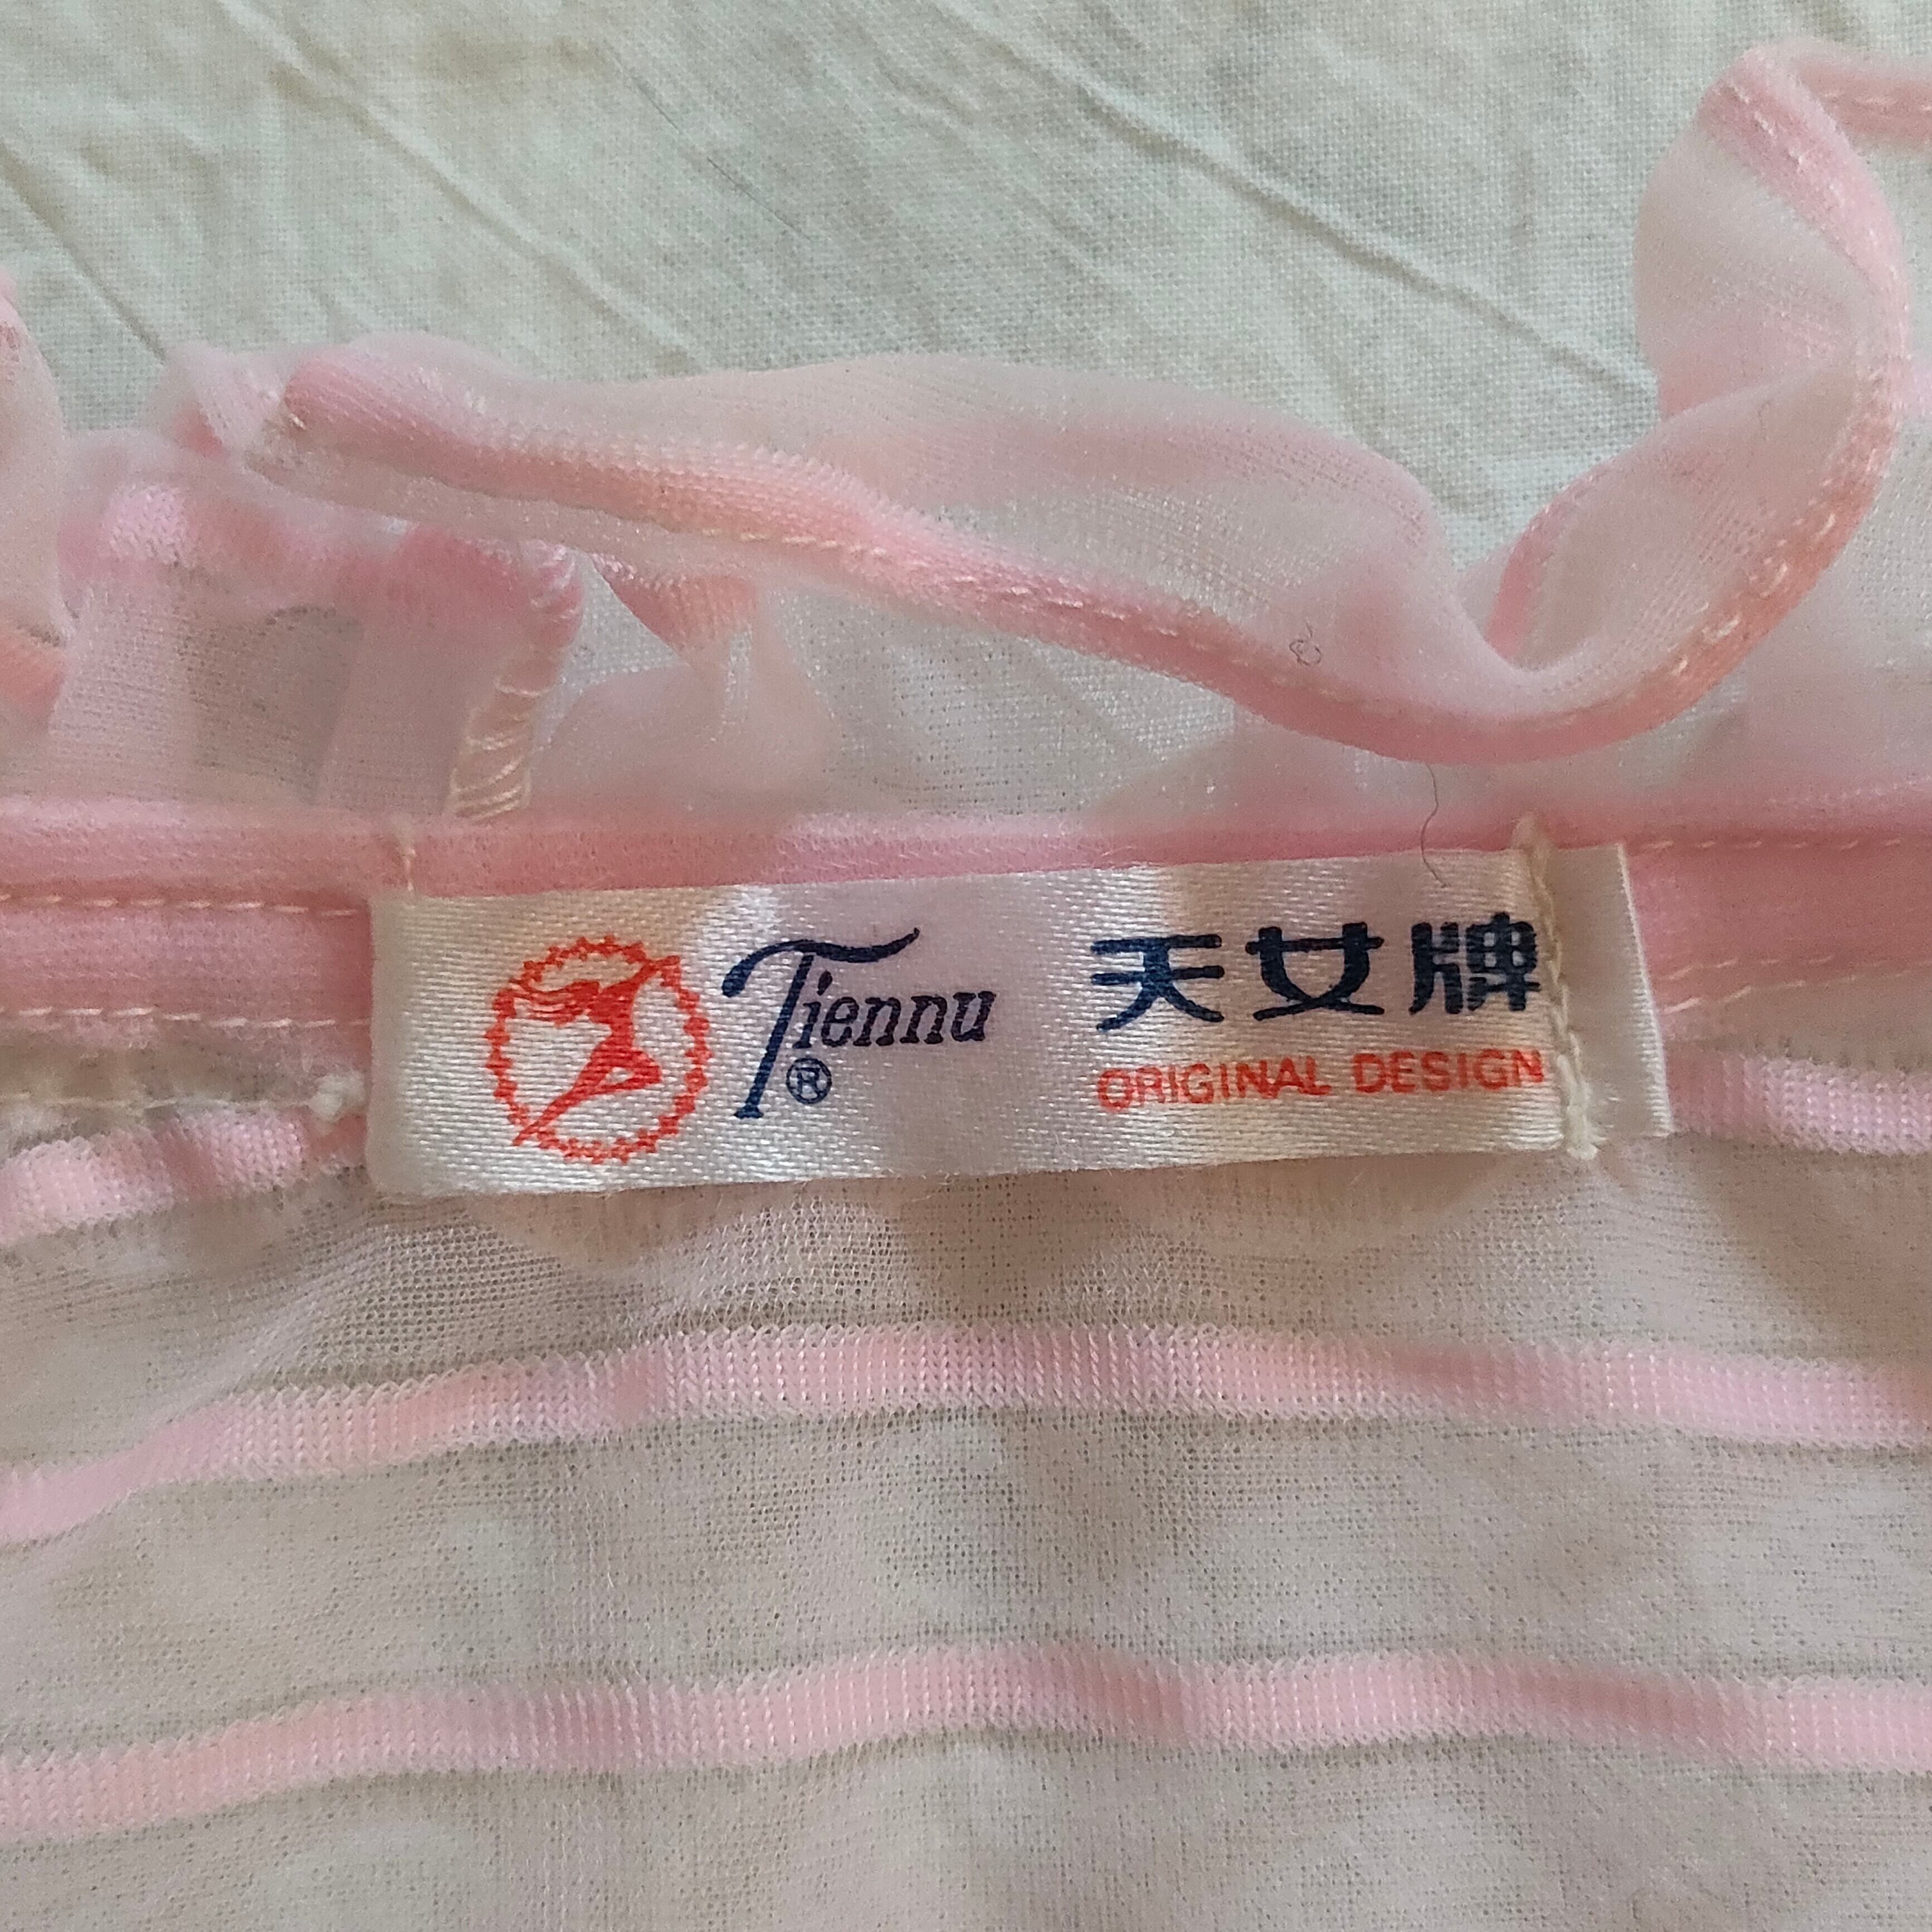 Tiennu
®
天女牌
ORIGINAL DESIGN